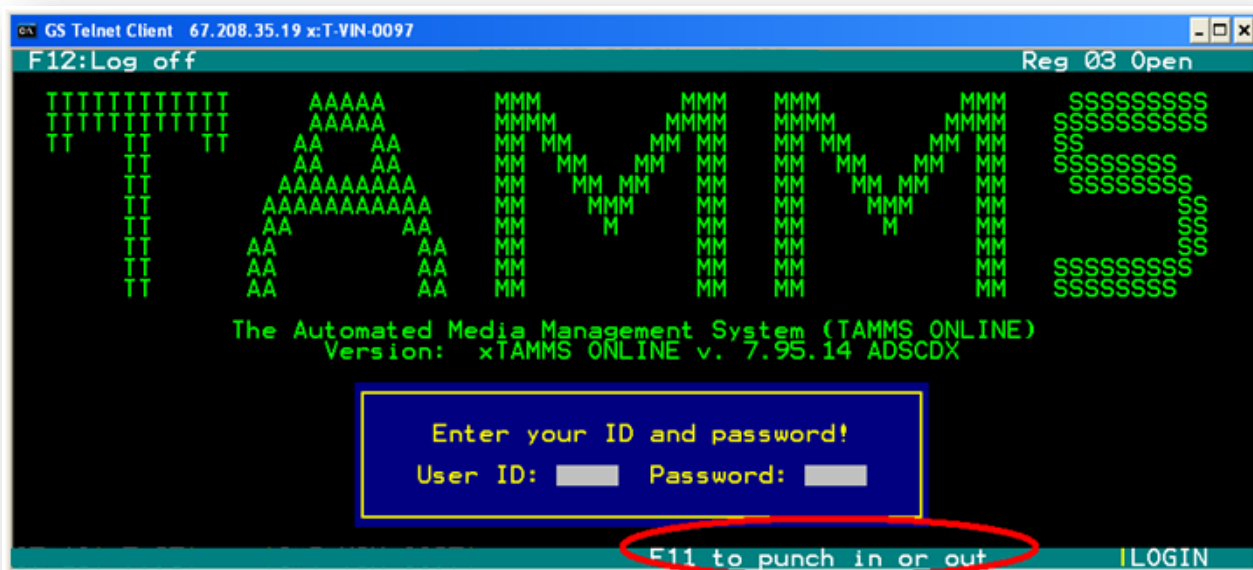 GS Telnet Client 67.208.35.19 x:T-VIN-0097
F12:Log off Reg 03 Open
TAMMS
The Automated Media Management System (TAMMS ONLINE)
Version: xTAMMS ONLINE v. 7.95.14 ADSCDX
Enter your ID and password!
User ID: Password:
F11 to punch in or out LOGIN